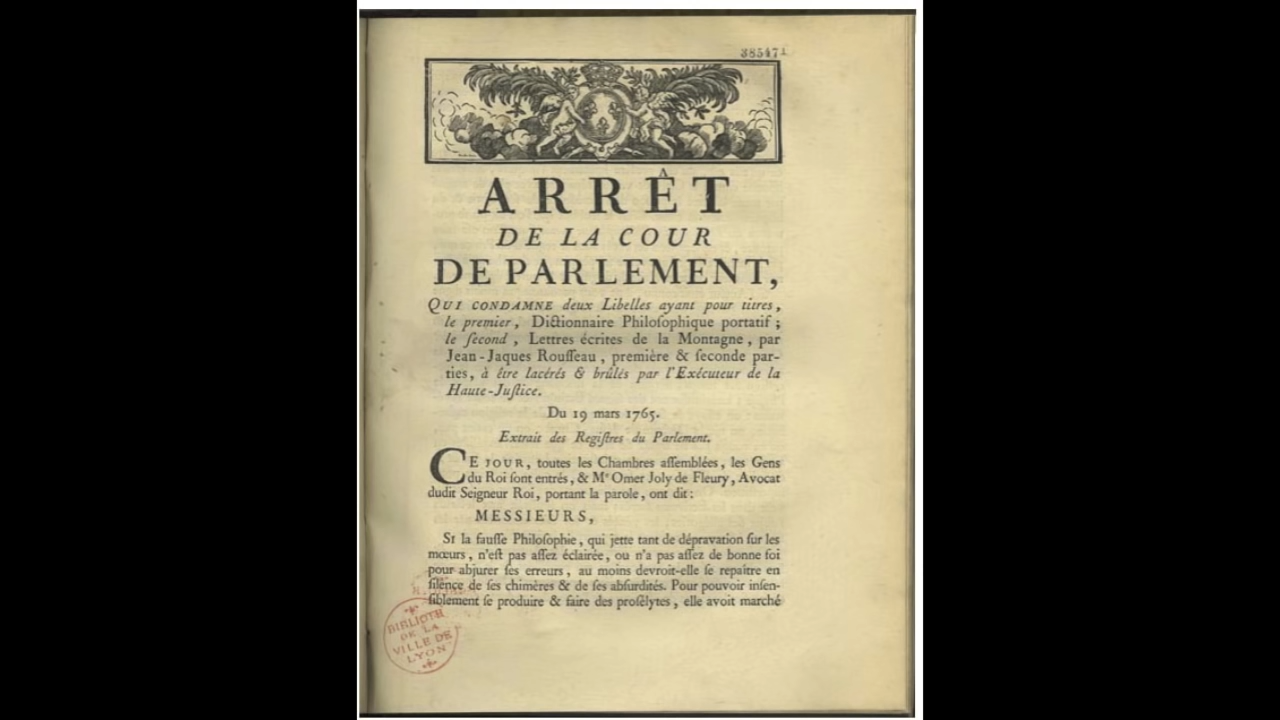 385471
ARRÊT
DE LA COUR
DE PARLEMENT,
QUI CONDAMNE deux Libelles ayant pour titres,
le premier, Dictionnaire Philoſophique portatif;
le ſecond, Lettres écrites de la Montagne, par
Jean-Jaques Rouſſeau, première & ſeconde par-
ties, à être lacérés & brûlés par l'Exécuteur de la
Haute-Juſtice.
Du 19 mars 1765.
Extrait des Regiſtres du Parlement.
CE JOUR, toutes les Chambres aſſemblées, les Gens
du Roi ſont entrés, & Me Omer Joly de Fleury, Avocat
dudit Seigneur Roi, portant la parole, ont dit:
MESSIEURS,
SI la fauſſe Philoſophie, qui jette tant de dépravation ſur les
mœurs, n'eſt pas aſſez éclairée, ou n'a pas aſſez de bonne foi
pour abjurer ſes erreurs, au moins devroit-elle ſe repaître en
ſilence de ſes chimères & de ſes abſurdités. Pour pouvoir inſen-
ſiblement ſe produire & faire des proſélytes, elle avoit marché
BIBLIOTH
DE LA
VILLE DE
LYON